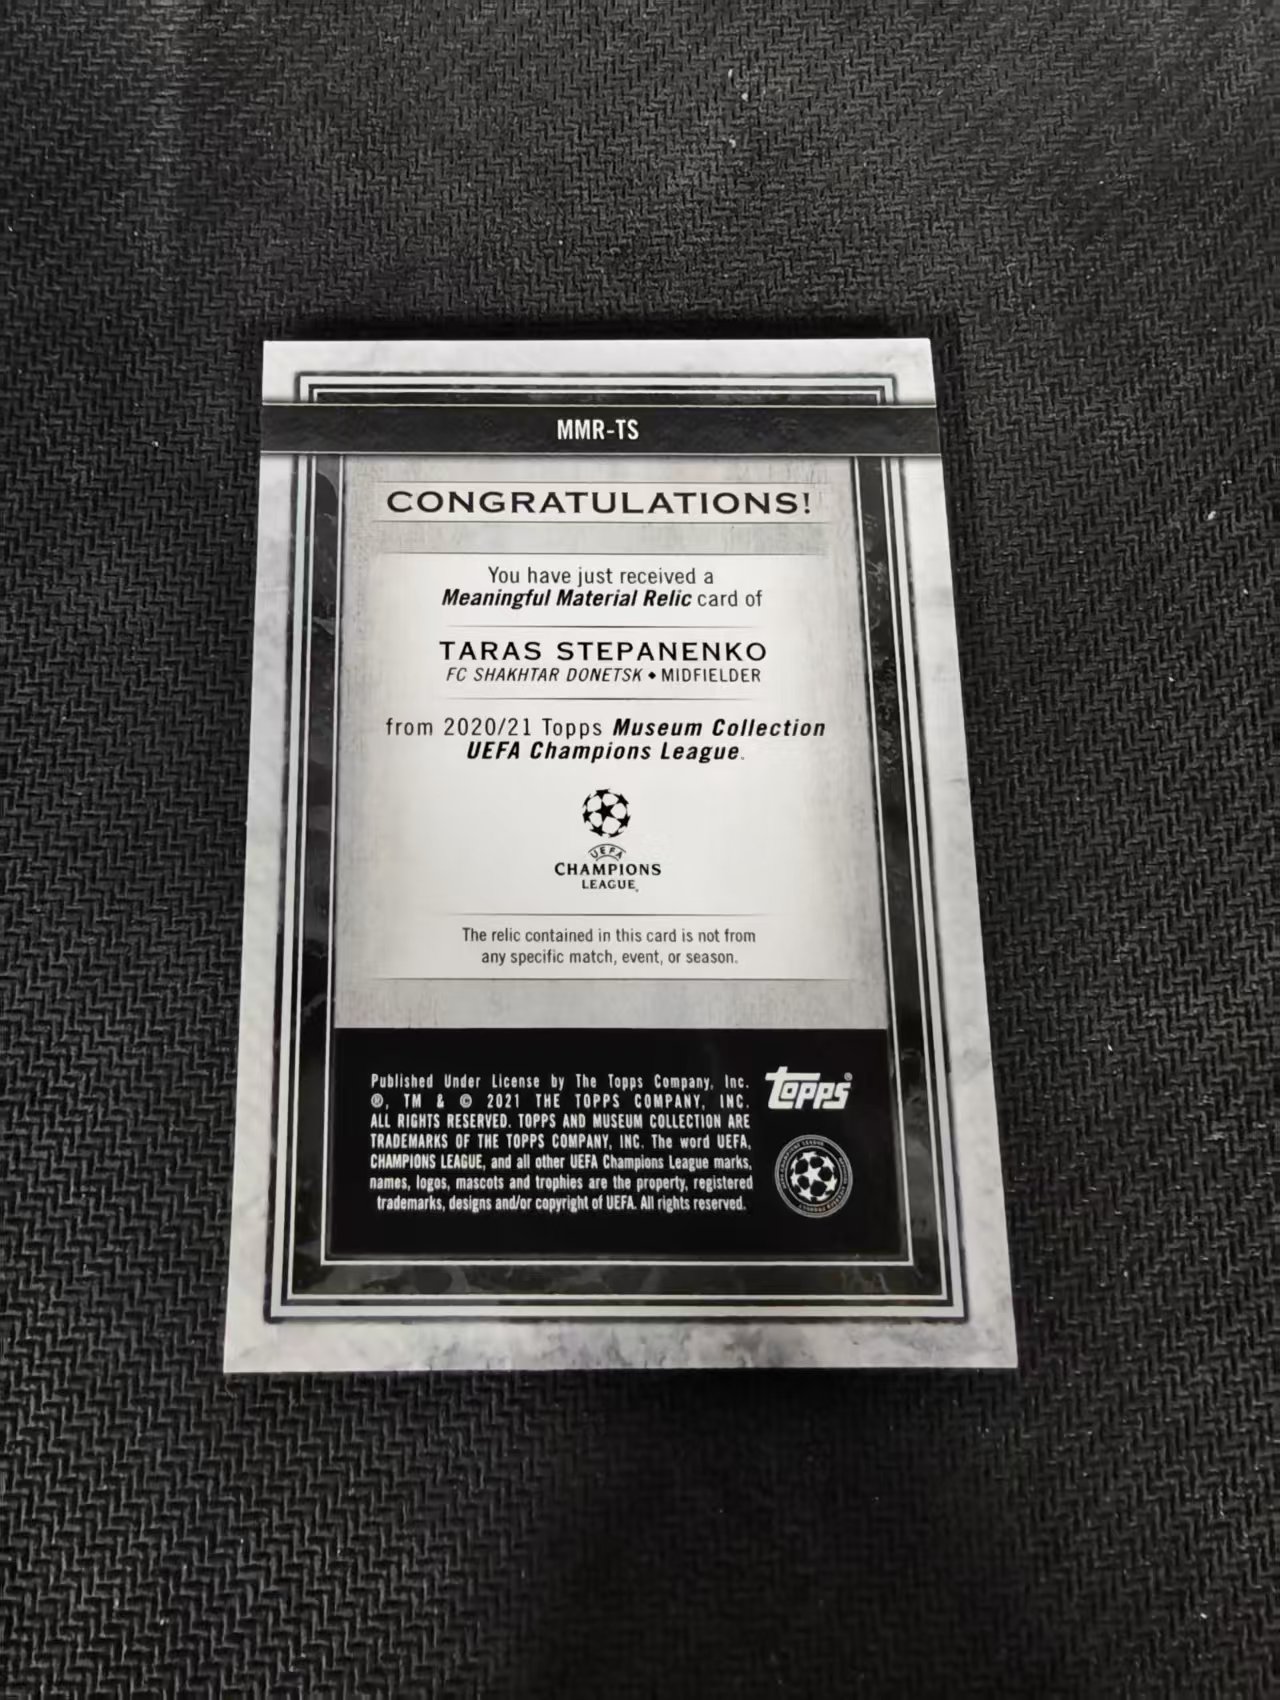 MMR-TS
CONGRATULATIONS!
You have just received a
Meaningful Material Relic card of
TARAS STEPANENKO
FC SHAKHTAR DONETSK ◆ MIDFIELDER
from 2020/21 Topps Museum Collection
UEFA Champions League.
UEFA
CHAMPIONS
LEAGUE
The relic contained in this card is not from
any specific match, event, or season.
Published Under License by The Topps Company, Inc.
®, TM & © 2021 THE TOPPS COMPANY, INC.
ALL RIGHTS RESERVED. TOPPS AND MUSEUM COLLECTION ARE
TRADEMARKS OF THE TOPPS COMPANY, INC. The word UEFA,
CHAMPIONS LEAGUE, and all other UEFA Champions League marks,
names, logos, mascots and trophies are the property, registered
trademarks, designs and/or copyright of UEFA. All rights reserved.
topps®